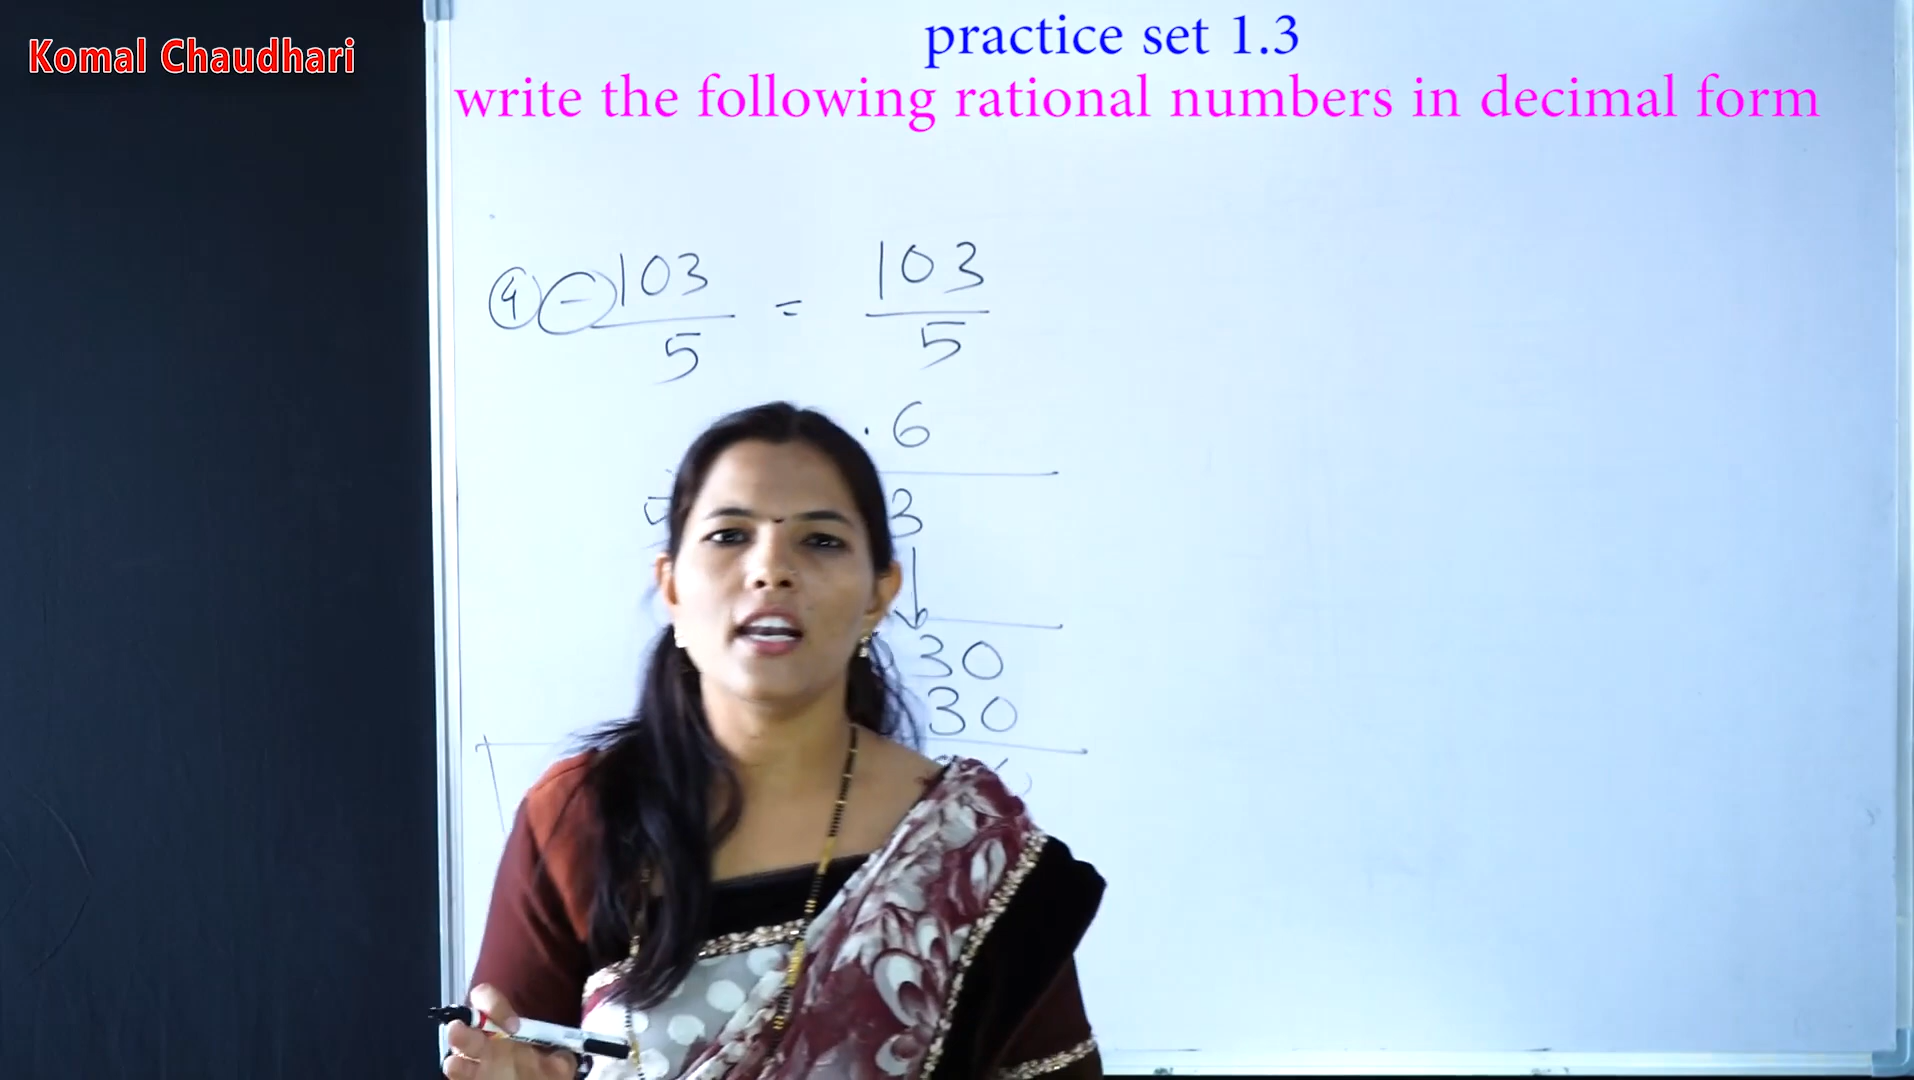 Komal Chaudhari
practice set 1.3
write the following rational numbers in decimal form
④ -103/5 = 103/5
.6
3
30
30